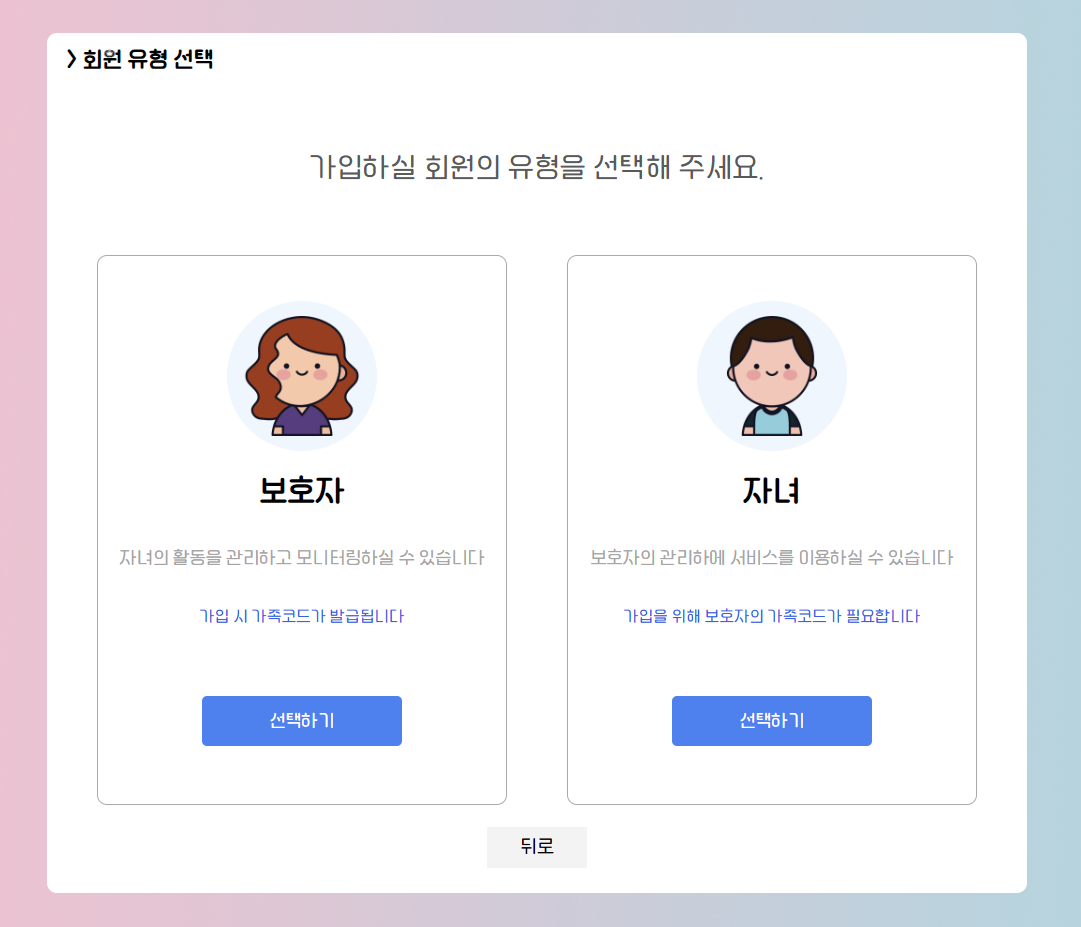 > 회원 유형 선택
가입하실 회원의 유형을 선택해 주세요.
보호자
자녀의 활동을 관리하고 모니터링하실 수 있습니다
가입 시 가족코드가 발급됩니다
선택하기
자녀
보호자의 관리하에 서비스를 이용하실 수 있습니다
가입을 위해 보호자의 가족코드가 필요합니다
선택하기
뒤로